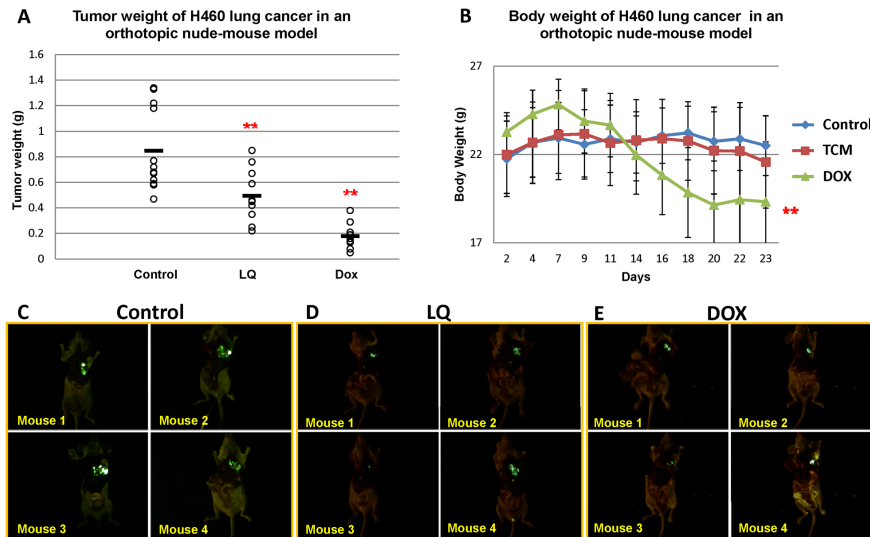 A
Tumor weight of H460 lung cancer in an
orthotopic nude-mouse model
Tumor weight (g)
1.6
1.4
1.2
1
0.8
0.6
0.4
0.2
0
**
**
Control LQ Dox
B
Body weight of H460 lung cancer in an
orthotopic nude-mouse model
Body Weight (g)
27
22
17
2 4 7 9 11 14 16 18 20 22 23
Days
Control
TCM
DOX
**
C Control
Mouse 1 Mouse 2
Mouse 3 Mouse 4
D LQ
Mouse 1 Mouse 2
Mouse 3 Mouse 4
E DOX
Mouse 1 Mouse 2
Mouse 3 Mouse 4